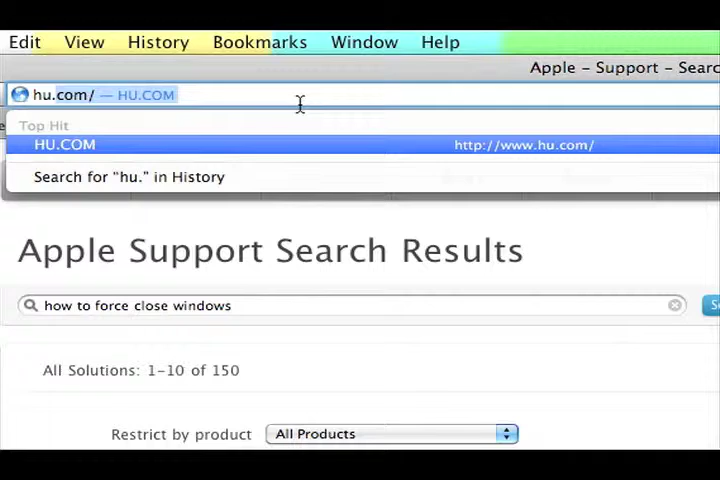 Edit View History Bookmarks Window Help
Apple – Support – Searc
hu.com/ — HU.COM
Top Hit
HU.COM http://www.hu.com/
Search for "hu." in History
Apple Support Search Results
how to force close windows
All Solutions: 1-10 of 150
Restrict by product All Products